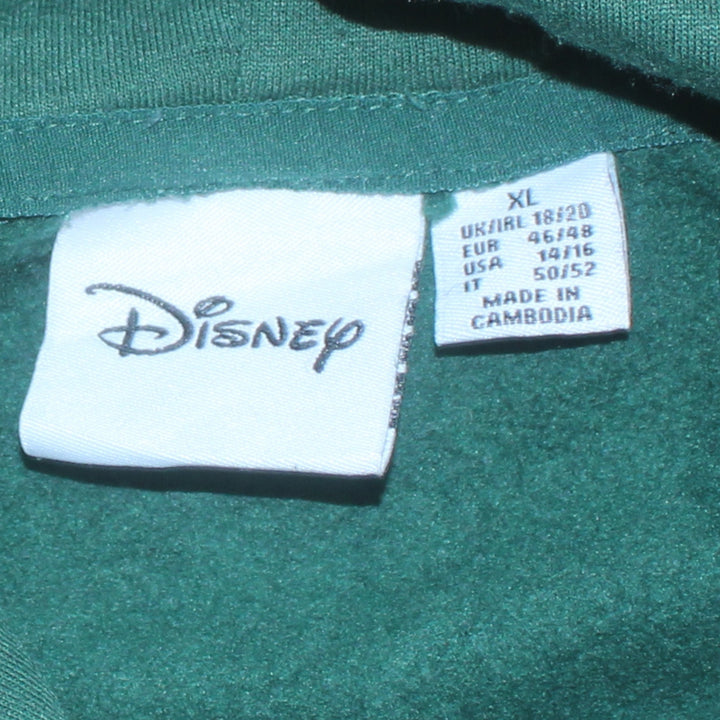 Disney
XL
UK/IRL 18/20
EUR 46/48
USA 14/16
IT 50/52
MADE IN
CAMBODIA